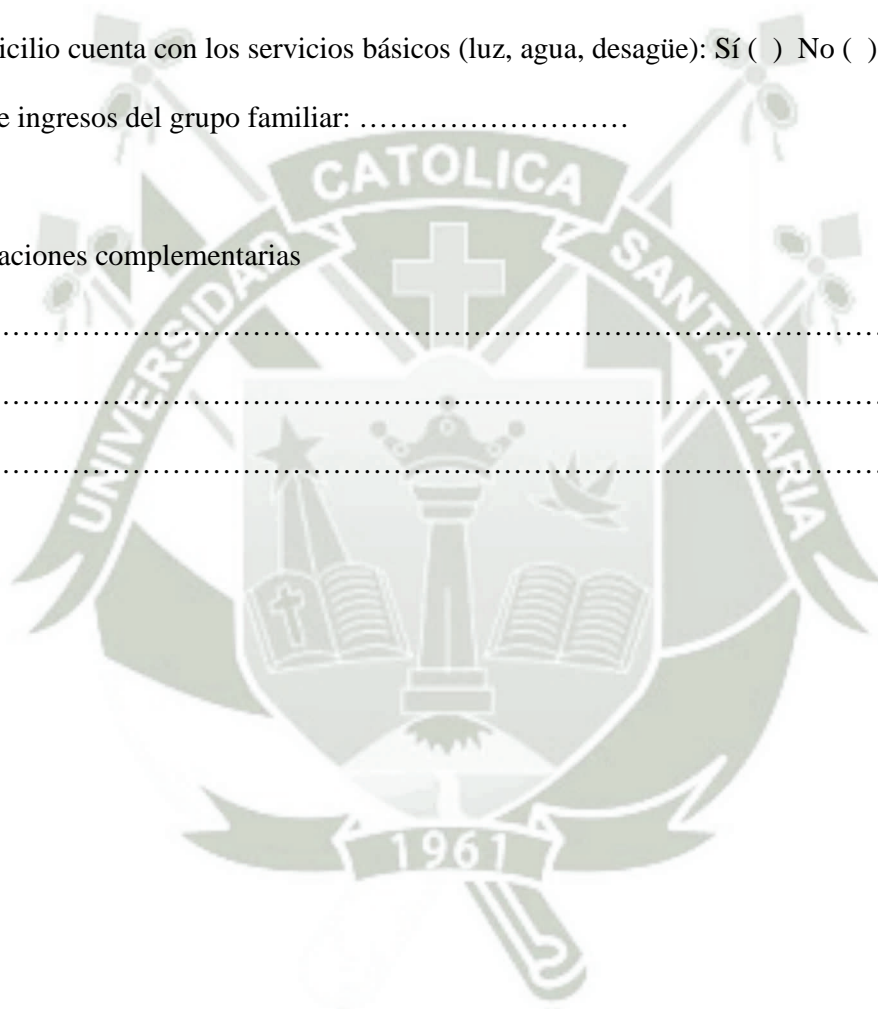 icilio cuenta con los servicios básicos (luz, agua, desagüe): Sí ( ) No ( )
e ingresos del grupo familiar: ………………………
aciones complementarias
…………………………………………………………………………………
…………………………………………………………………………………
…………………………………………………………………………………
UNIVERSIDAD CATOLICA SANTA MARIA
1961